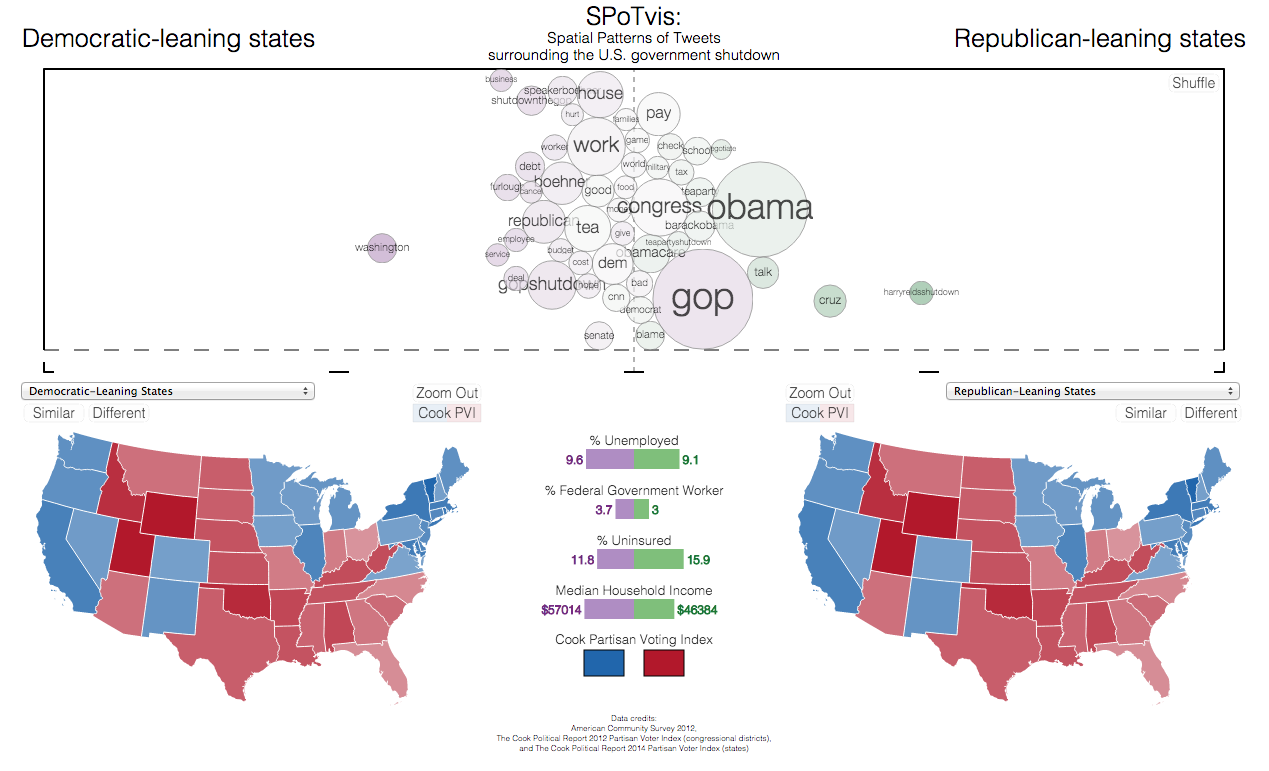 SPoTvis:
Spatial Patterns of Tweets
surrounding the U.S. government shutdown
Democratic-leaning states
Republican-leaning states
Shuffle
business
speakerboehner
house
shutdownthegop
hurt
families
pay
work
game
worker
check
school
negotiate
debt
world
military
tax
boehner
furlough
cancel
good
food
teaparty
money
congress
obama
republican
tea
barackobama
give
employee
teapartyshutdown
washington
service
budget
obamacare
cost
dem
talk
deal
gopshutdown
hope
bad
gop
cnn
democrat
cruz
harryreidsshutdown
senate
blame
Democratic-Leaning States
Zoom Out
Zoom Out
Republican-Leaning States
Similar Different
Cook PVI
Cook PVI
Similar Different
% Unemployed
9.6 9.1
% Federal Government Worker
3.7 3
% Uninsured
11.8 15.9
Median Household Income
$57014 $46384
Cook Partisan Voting Index
Data credits:
American Community Survey 2012,
The Cook Political Report 2012 Partisan Voter Index (congressional districts),
and The Cook Political Report 2014 Partisan Voter Index (states)